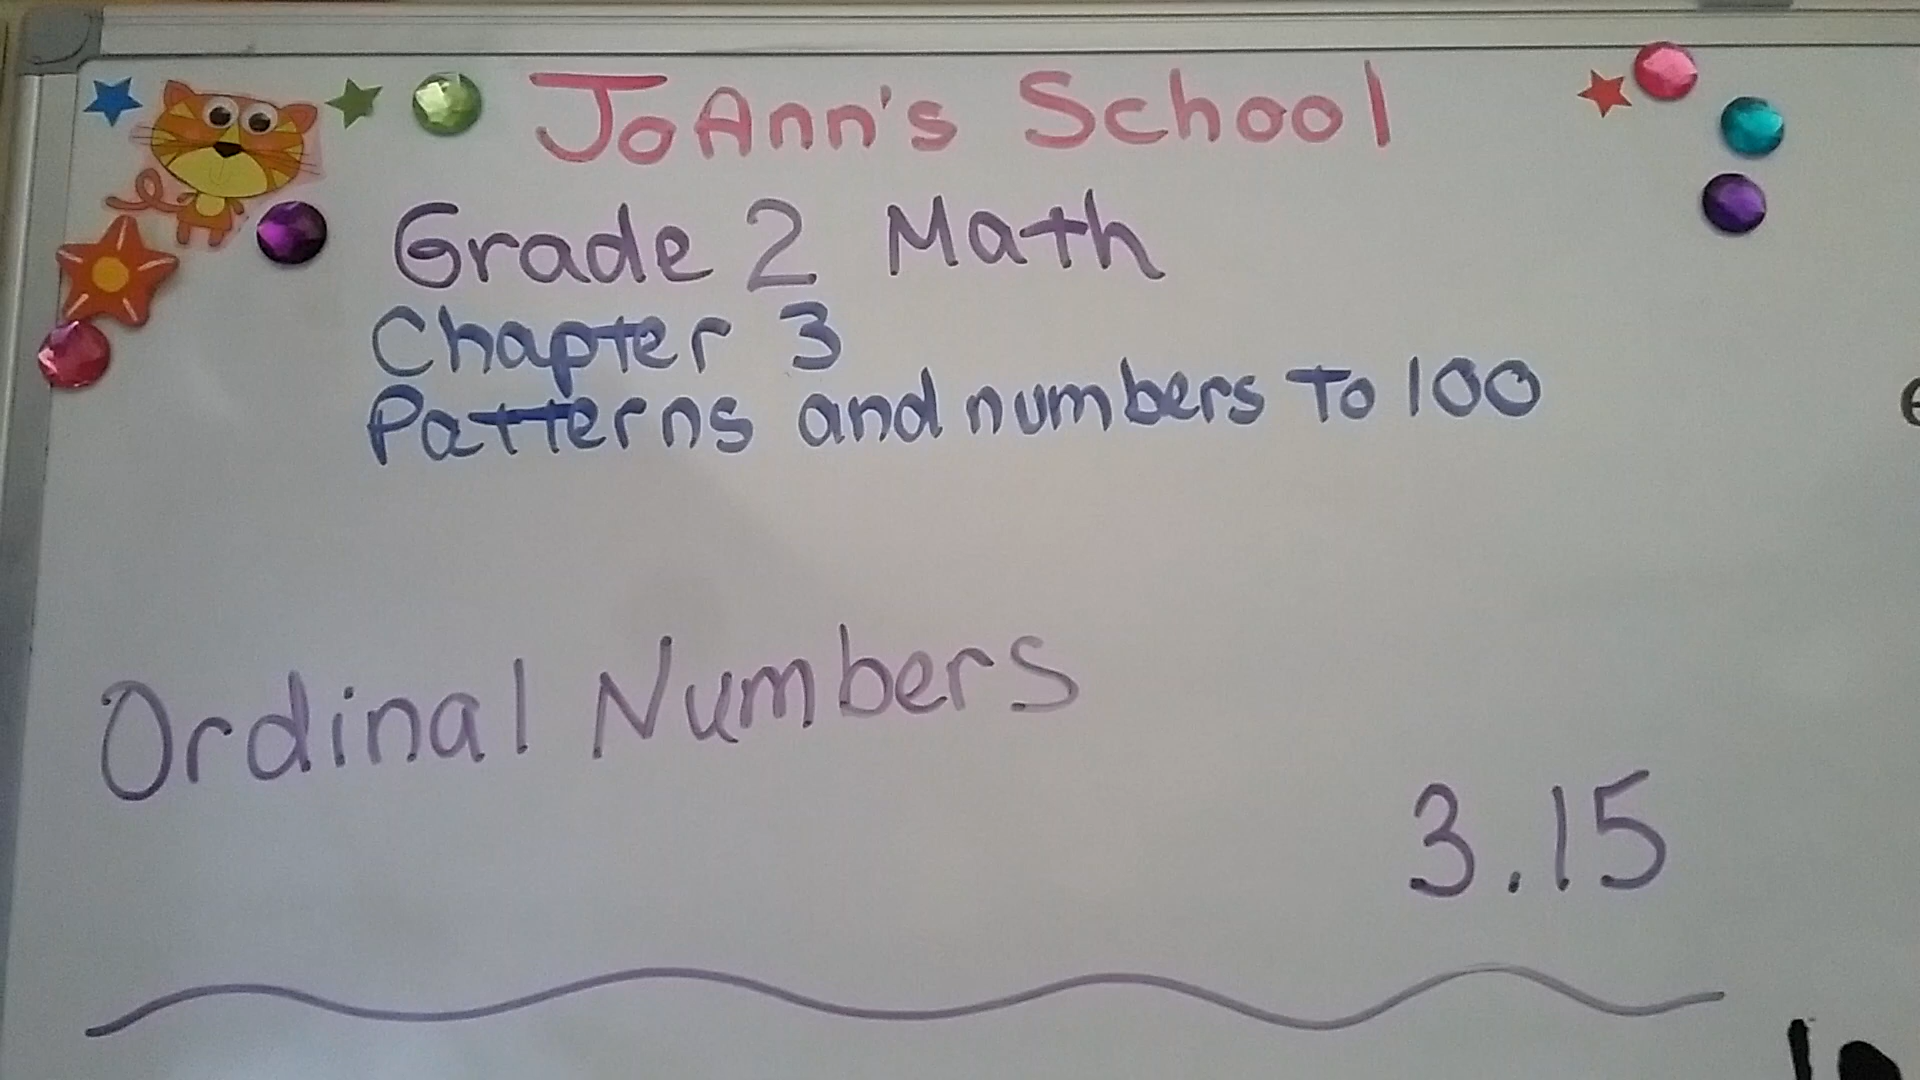 JoAnn's School
Grade 2 Math
Chapter 3
Patterns and numbers to 100
Ordinal Numbers
3.15